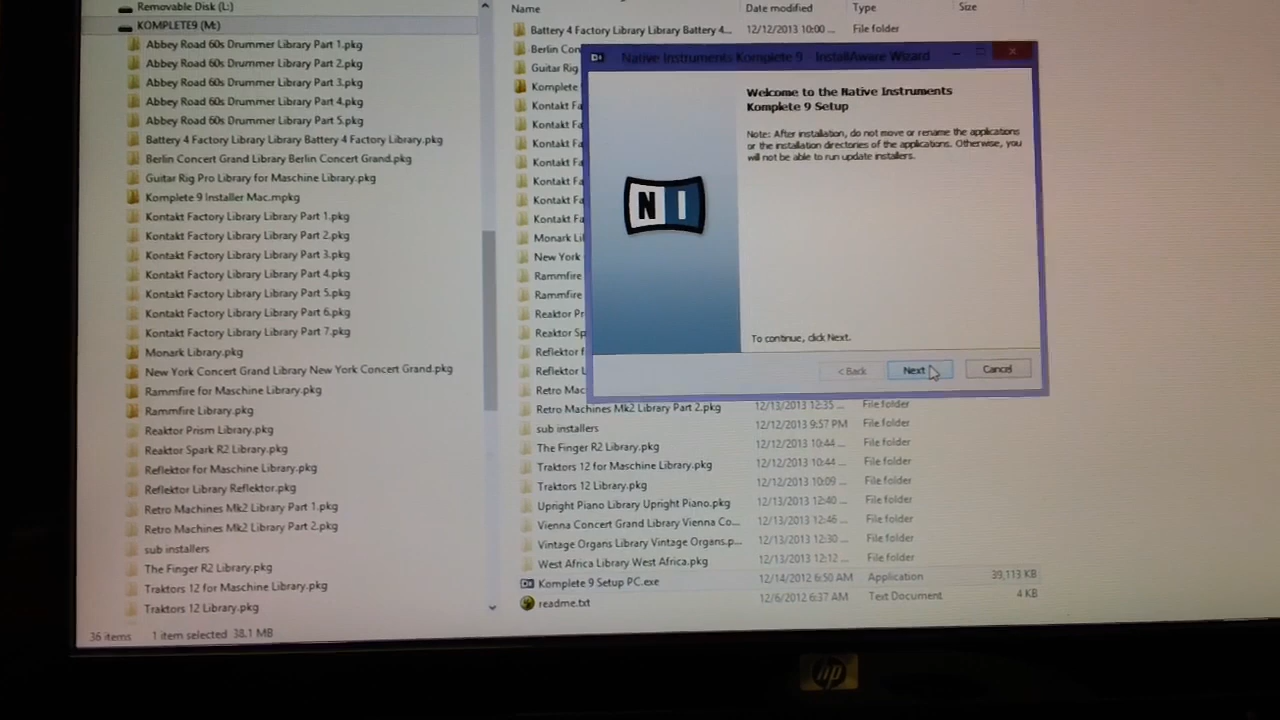 Removable Disk (L:)
KOMPLETE9 (M:)
Abbey Road 60s Drummer Library Part 1.pkg
Abbey Road 60s Drummer Library Part 2.pkg
Abbey Road 60s Drummer Library Part 3.pkg
Abbey Road 60s Drummer Library Part 4.pkg
Abbey Road 60s Drummer Library Part 5.pkg
Battery 4 Factory Library Library Battery 4 Factory Library.pkg
Berlin Concert Grand Library Berlin Concert Grand.pkg
Guitar Rig Pro Library for Maschine Library.pkg
Komplete 9 Installer Mac.mpkg
Kontakt Factory Library Library Part 1.pkg
Kontakt Factory Library Library Part 2.pkg
Kontakt Factory Library Library Part 3.pkg
Kontakt Factory Library Library Part 4.pkg
Kontakt Factory Library Library Part 5.pkg
Kontakt Factory Library Library Part 6.pkg
Kontakt Factory Library Library Part 7.pkg
Monark Library.pkg
New York Concert Grand Library New York Concert Grand.pkg
Rammfire for Maschine Library.pkg
Rammfire Library.pkg
Reaktor Prism Library.pkg
Reaktor Spark R2 Library.pkg
Reflektor for Maschine Library.pkg
Reflektor Library Reflektor.pkg
Retro Machines Mk2 Library Part 1.pkg
Retro Machines Mk2 Library Part 2.pkg
sub installers
The Finger R2 Library.pkg
Traktors 12 for Maschine Library.pkg
Traktors 12 Library.pkg
36 items 1 item selected 38.1 MB
Name Date modified Type Size
Battery 4 Factory Library Library Battery 4... 12/12/2013 10:00 ... File folder
Berlin Con
Guitar Rig
Komplete
Kontakt Fa
Kontakt Fa
Kontakt Fa
Kontakt Fa
Kontakt Fa
Kontakt Fa
Kontakt Fa
Monark Li
New York
Rammfire
Rammfire
Reaktor Pr
Reaktor Sp
Reflektor f
Reflektor L
Retro Mac
Retro Machines Mk2 Library Part 2.pkg 12/13/2013 12:35 ... File folder
sub installers 12/12/2013 9:57 PM File folder
The Finger R2 Library.pkg 12/12/2013 10:44 ... File folder
Traktors 12 for Maschine Library.pkg 12/12/2013 10:44 ... File folder
Traktors 12 Library.pkg 12/12/2013 10:09 ... File folder
Upright Piano Library Upright Piano.pkg 12/13/2013 12:40 ... File folder
Vienna Concert Grand Library Vienna Co... 12/13/2013 12:46 ... File folder
Vintage Organs Library Vintage Organs.p... 12/13/2013 12:30 ... File folder
West Africa Library West Africa.pkg 12/13/2013 12:12 ... File folder
Komplete 9 Setup PC.exe 12/14/2012 6:50 AM Application 39,113 KB
readme.txt 12/6/2012 6:37 AM Text Document 4 KB
Native Instruments Komplete 9 - InstallAware Wizard
Welcome to the Native Instruments
Komplete 9 Setup
Note: After installation, do not move or rename the applications
or the installation directories of the applications. Otherwise, you
will not be able to run update installers.
NI
To continue, click Next.
< Back Next Cancel
hp